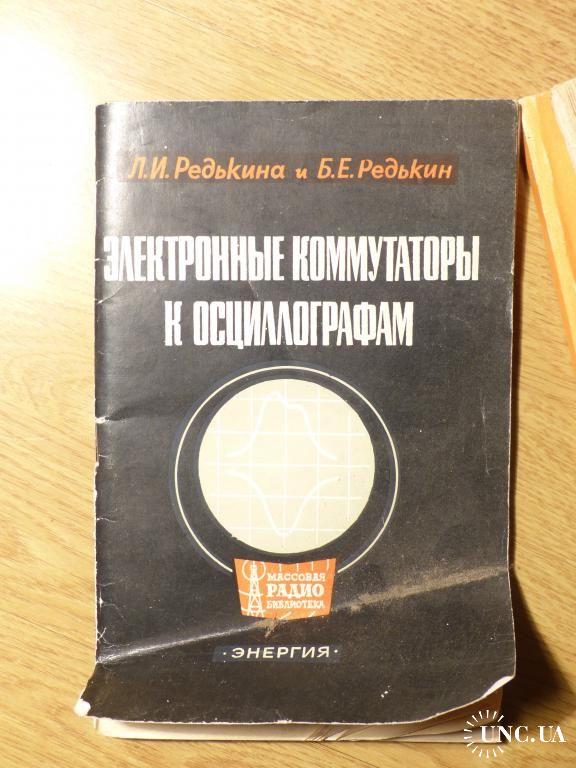 Л.И.Редькина и Б.Е.Редькин
ЭЛЕКТРОННЫЕ КОММУТАТОРЫ
К ОСЦИЛЛОГРАФАМ
МАССОВАЯ
РАДИО
БИБЛИОТЕКА
·ЭНЕРГИЯ·
UNC.UA